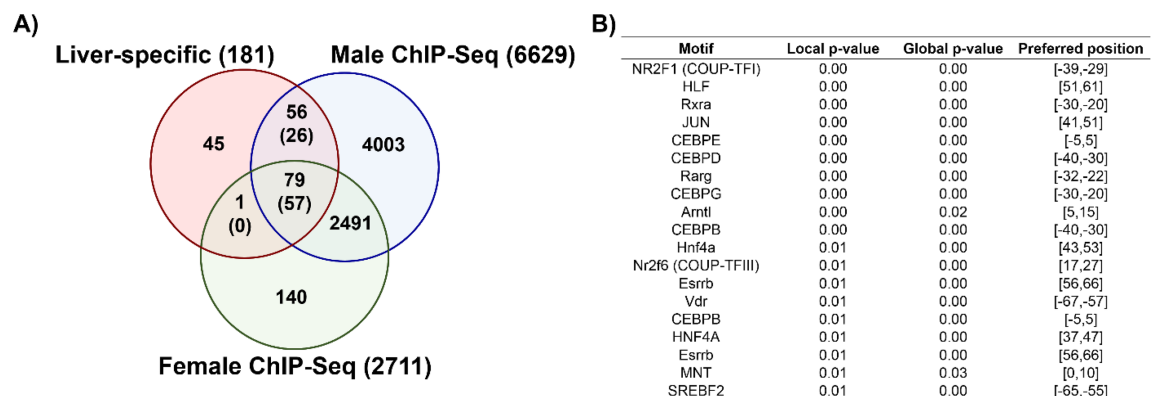 A)
Liver-specific (181)
Male ChIP-Seq (6629)
56
(26)
45
4003
79
(57)
1
(0)
2491
140
Female ChIP-Seq (2711)
B)
Motif Local p-value Global p-value Preferred position
NR2F1 (COUP-TFI) 0.00 0.00 [-39,-29]
HLF 0.00 0.00 [51,61]
Rxra 0.00 0.00 [-30,-20]
JUN 0.00 0.00 [41,51]
CEBPE 0.00 0.00 [-5,5]
CEBPD 0.00 0.00 [-40,-30]
Rarg 0.00 0.00 [-32,-22]
CEBPG 0.00 0.00 [-30,-20]
Arntl 0.00 0.02 [5,15]
CEBPB 0.00 0.00 [-40,-30]
Hnf4a 0.01 0.00 [43,53]
Nr2f6 (COUP-TFIII) 0.01 0.00 [17,27]
Esrrb 0.01 0.00 [56,66]
Vdr 0.01 0.00 [-67,-57]
CEBPB 0.01 0.00 [-5,5]
HNF4A 0.01 0.00 [37,47]
Esrrb 0.01 0.00 [56,66]
MNT 0.01 0.03 [0,10]
SREBF2 0.01 0.00 [-65,-55]